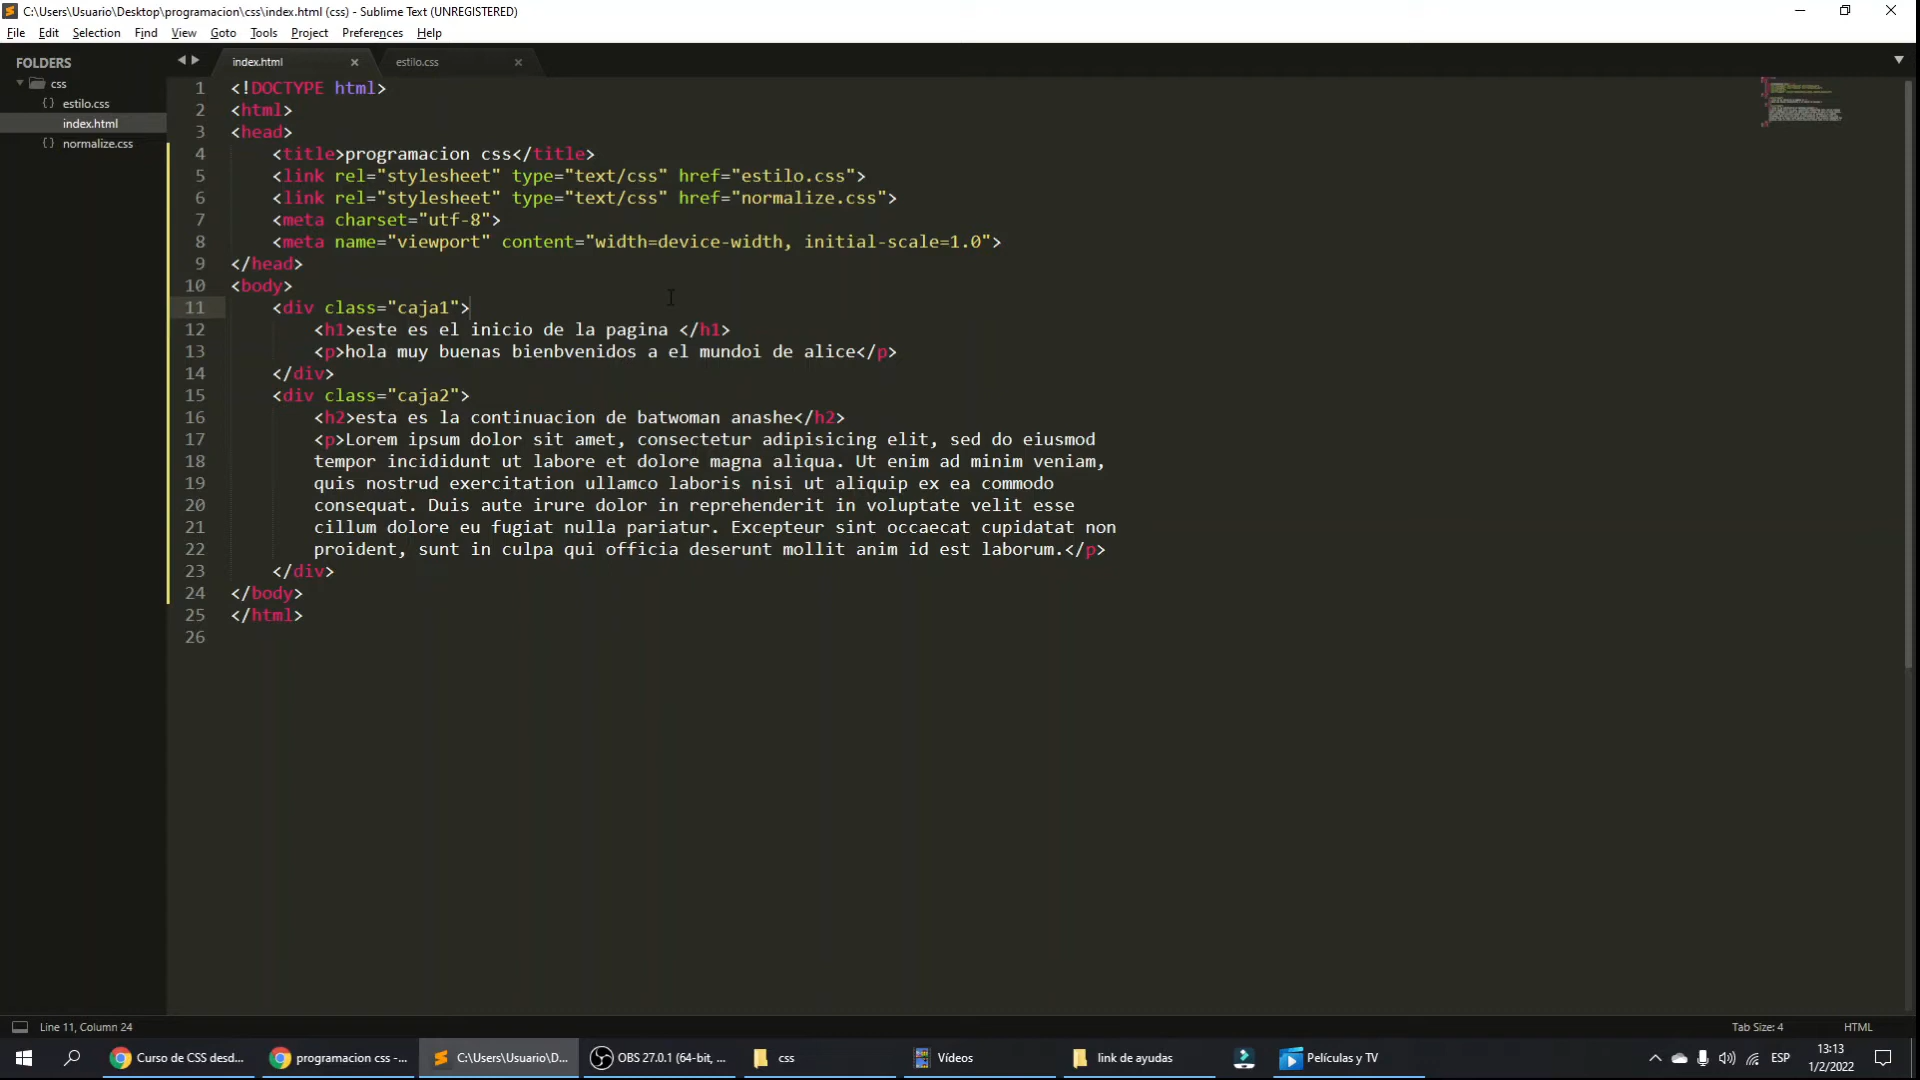 C:\Users\Usuario\Desktop\programacion\css\index.html (css) - Sublime Text (UNREGISTERED)
File Edit Selection Find View Goto Tools Project Preferences Help
FOLDERS
css
estilo.css
index.html
normalize.css
index.html
estilo.css
1 <!DOCTYPE html>
2 <html>
3 <head>
4 <title>programacion css</title>
5 <link rel="stylesheet" type="text/css" href="estilo.css">
6 <link rel="stylesheet" type="text/css" href="normalize.css">
7 <meta charset="utf-8">
8 <meta name="viewport" content="width=device-width, initial-scale=1.0">
9 </head>
10 <body>
11 <div class="caja1">
12 <h1>este es el inicio de la pagina </h1>
13 <p>hola muy buenas bienbvenidos a el mundoi de alice</p>
14 </div>
15 <div class="caja2">
16 <h2>esta es la continuacion de batwoman anashe</h2>
17 <p>Lorem ipsum dolor sit amet, consectetur adipisicing elit, sed do eiusmod
18 tempor incididunt ut labore et dolore magna aliqua. Ut enim ad minim veniam,
19 quis nostrud exercitation ullamco laboris nisi ut aliquip ex ea commodo
20 consequat. Duis aute irure dolor in reprehenderit in voluptate velit esse
21 cillum dolore eu fugiat nulla pariatur. Excepteur sint occaecat cupidatat non
22 proident, sunt in culpa qui officia deserunt mollit anim id est laborum.</p>
23 </div>
24 </body>
25 </html>
26
Line 11, Column 24
Tab Size: 4
HTML
Curso de CSS desd...
programacion css -...
C:\Users\Usuario\D...
OBS 27.0.1 (64-bit, ...
css
Vídeos
link de ayudas
Películas y TV
ESP
13:13
1/2/2022